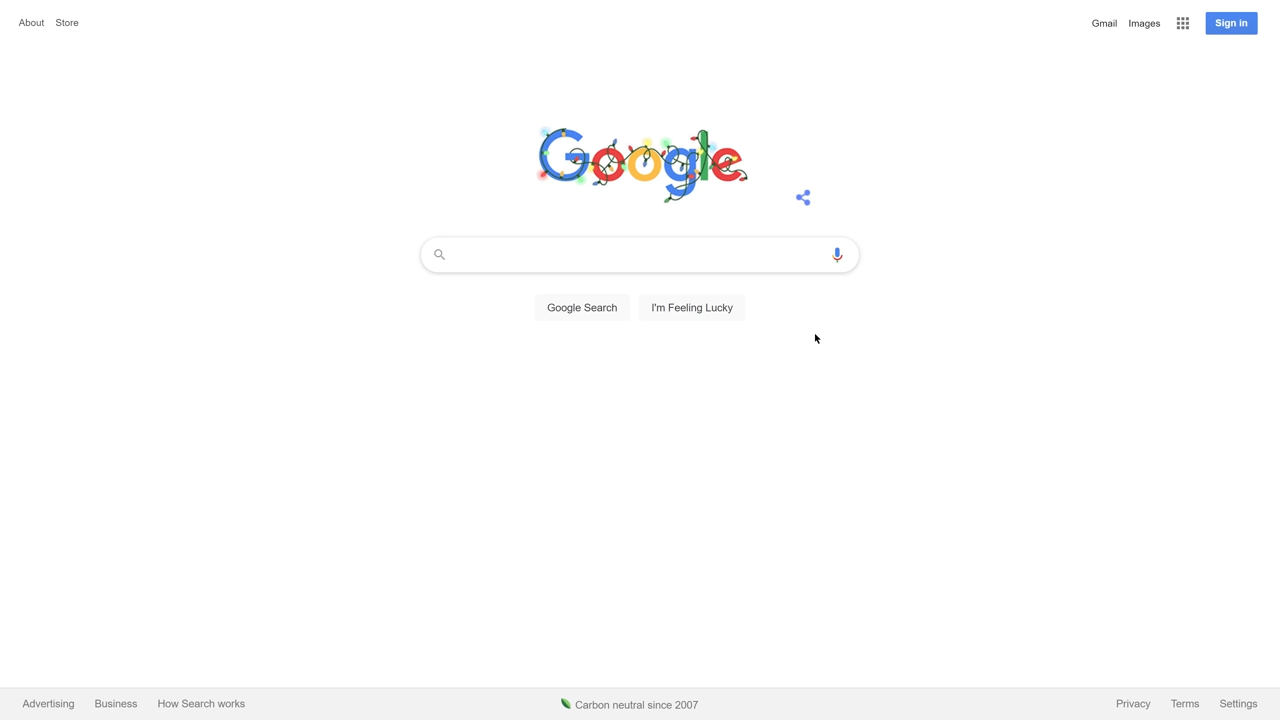 About Store
Gmail Images Sign in
Google
Google Search I'm Feeling Lucky
Advertising Business How Search works Carbon neutral since 2007 Privacy Terms Settings